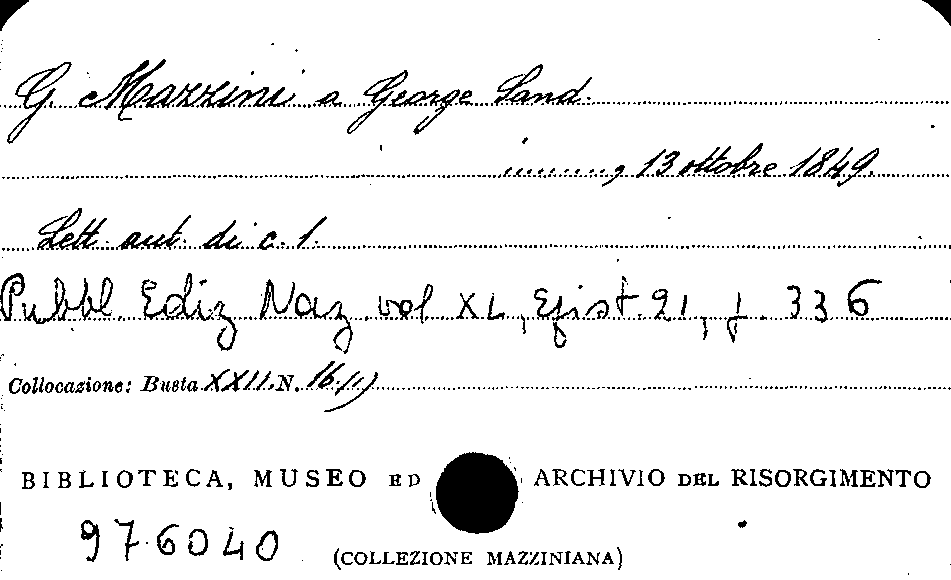 G. Mazzini a George Sand.
........., 13 ottobre 1849.
Lett. aut. di c. 1.
Pubbl. Ediz Naz. vol XL, Epist. 21, p. 336
Collocazione: Busta XXII N. 16.11)
BIBLIOTECA, MUSEO ED ARCHIVIO DEL RISORGIMENTO
976040
(COLLEZIONE MAZZINIANA)